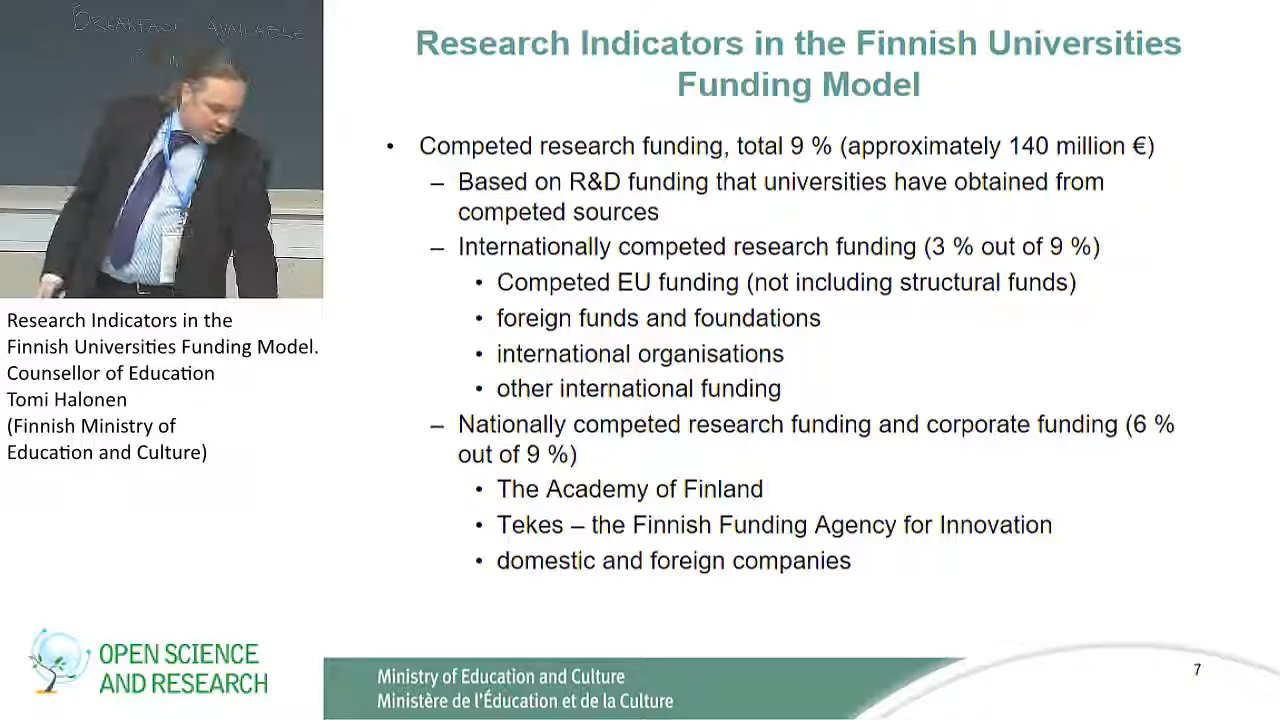 BREAKFAST AVAILABLE
Research Indicators in the Finnish Universities
Funding Model
• Competed research funding, total 9 % (approximately 140 million €)
– Based on R&D funding that universities have obtained from
competed sources
– Internationally competed research funding (3 % out of 9 %)
• Competed EU funding (not including structural funds)
• foreign funds and foundations
• international organisations
• other international funding
– Nationally competed research funding and corporate funding (6 %
out of 9 %)
• The Academy of Finland
• Tekes – the Finnish Funding Agency for Innovation
• domestic and foreign companies
Research Indicators in the
Finnish Universities Funding Model.
Counsellor of Education
Tomi Halonen
(Finnish Ministry of
Education and Culture)
OPEN SCIENCE
AND RESEARCH
Ministry of Education and Culture
Ministère de l'Éducation et de la Culture
7